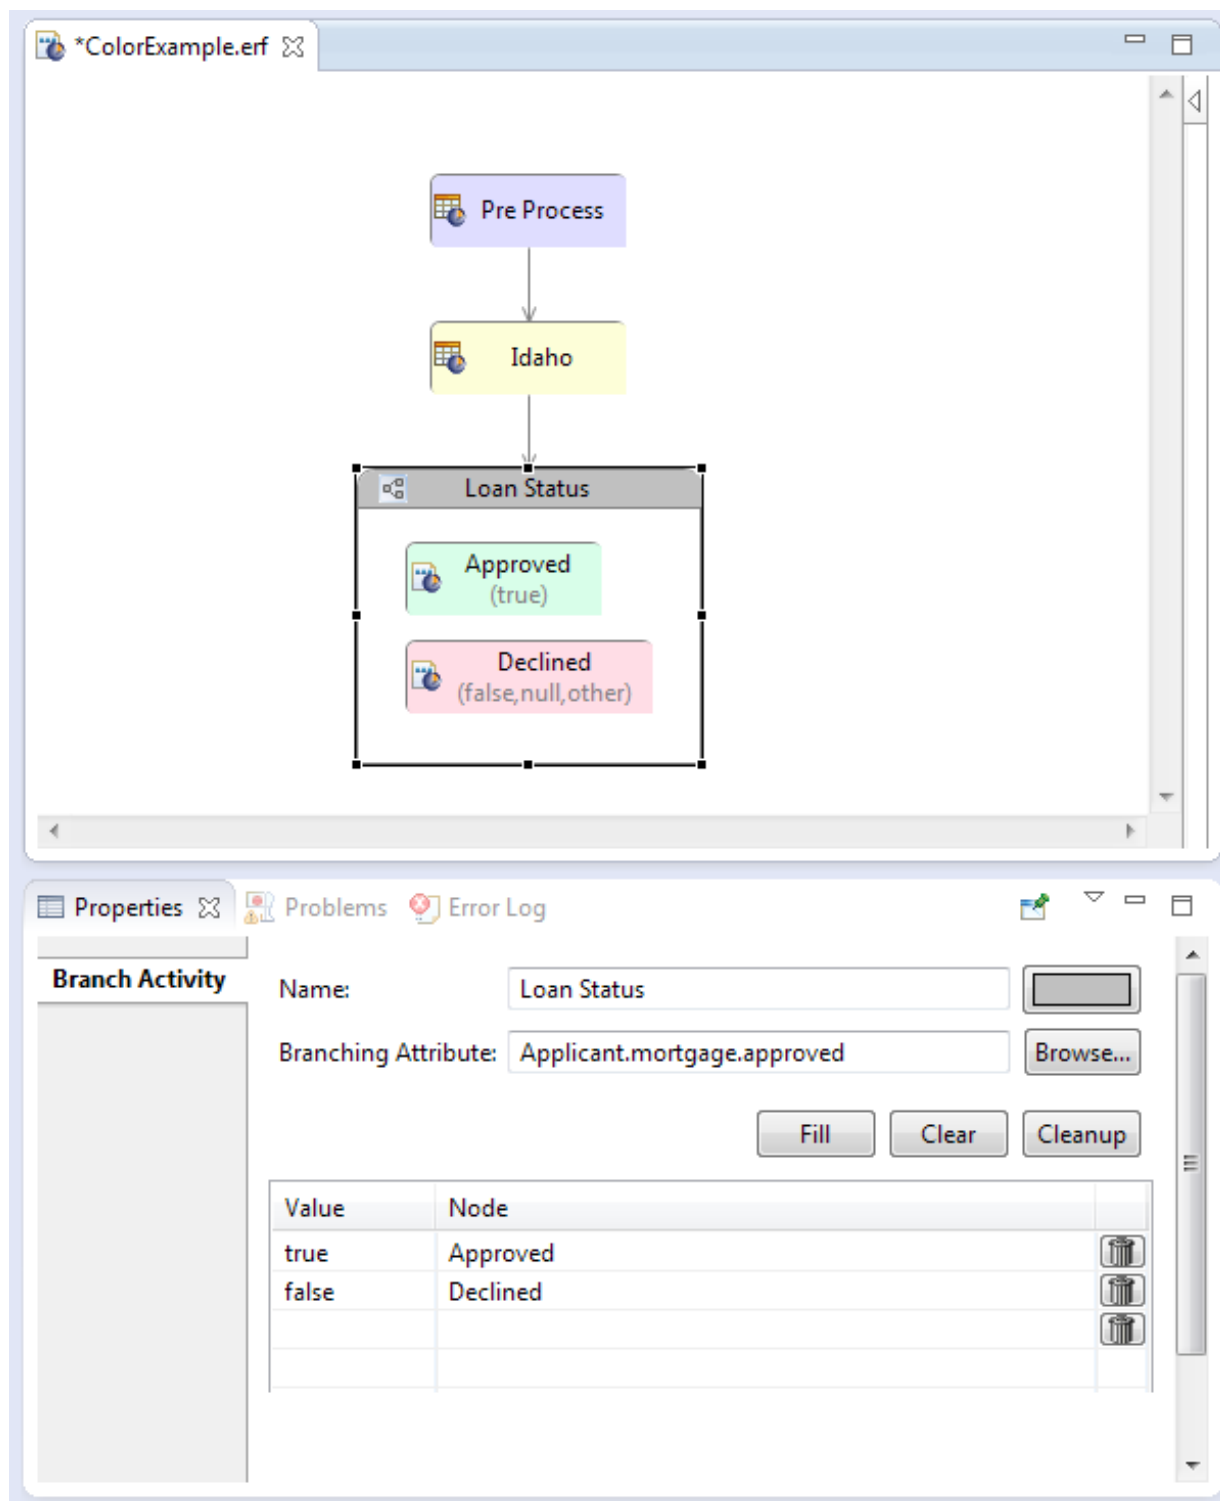 *ColorExample.erf
Pre Process
Idaho
Loan Status
Approved
(true)
Declined
(false,null,other)
Properties Problems Error Log
Branch Activity
Name: Loan Status
Branching Attribute: Applicant.mortgage.approved Browse...
Fill Clear Cleanup
Value Node
true Approved
false Declined